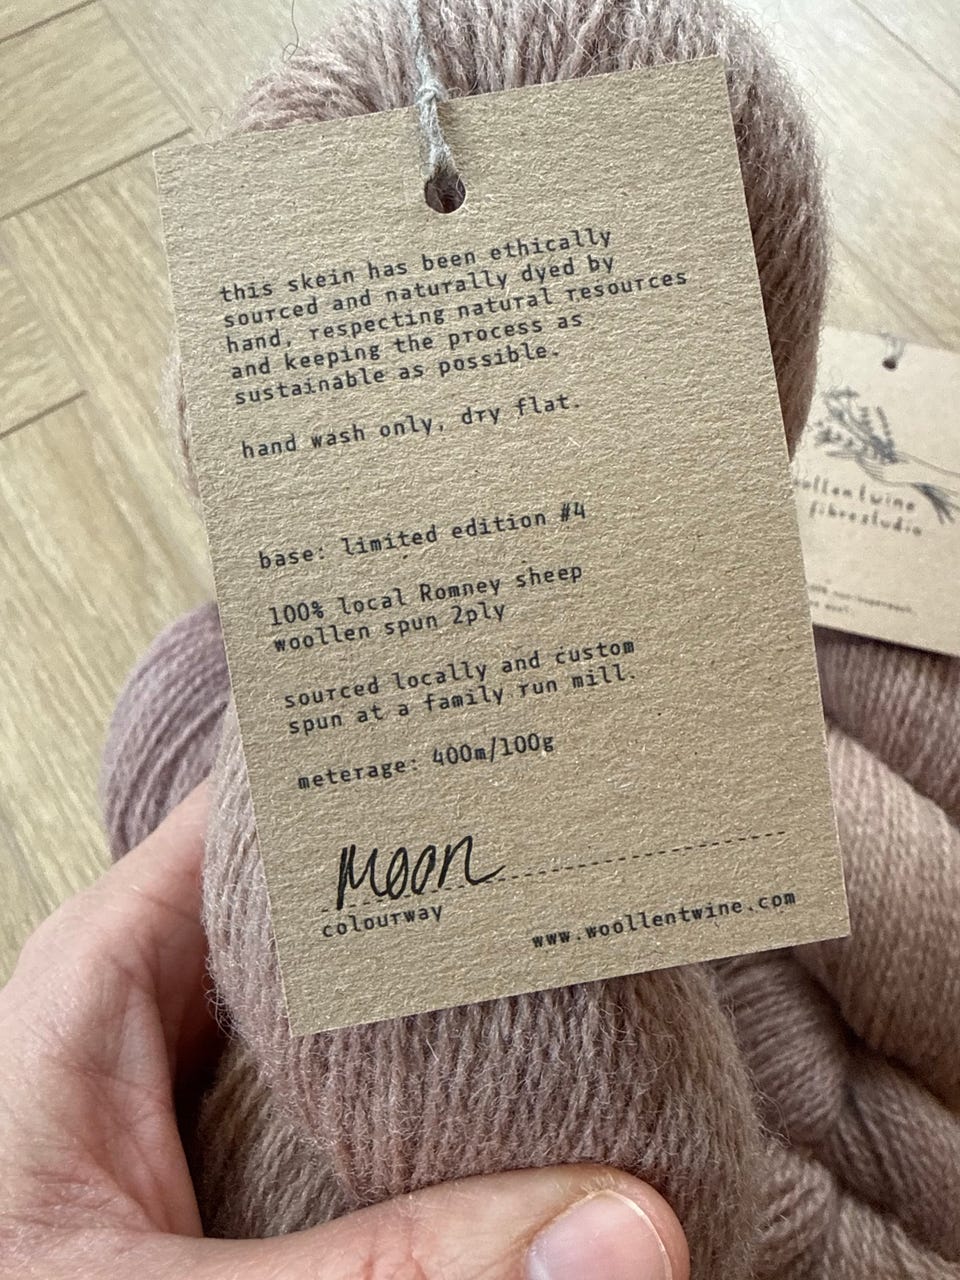 this skein has been ethically
sourced and naturally dyed by
hand, respecting natural resources
and keeping the process as
sustainable as possible.
hand wash only, dry flat.
base: limited edition #4
100% local Romney sheep
woollen spun 2ply
sourced locally and custom
spun at a family run mill.
meterage: 400m/100g
Moon
colourway
www.woollentwine.com
fibrestudio